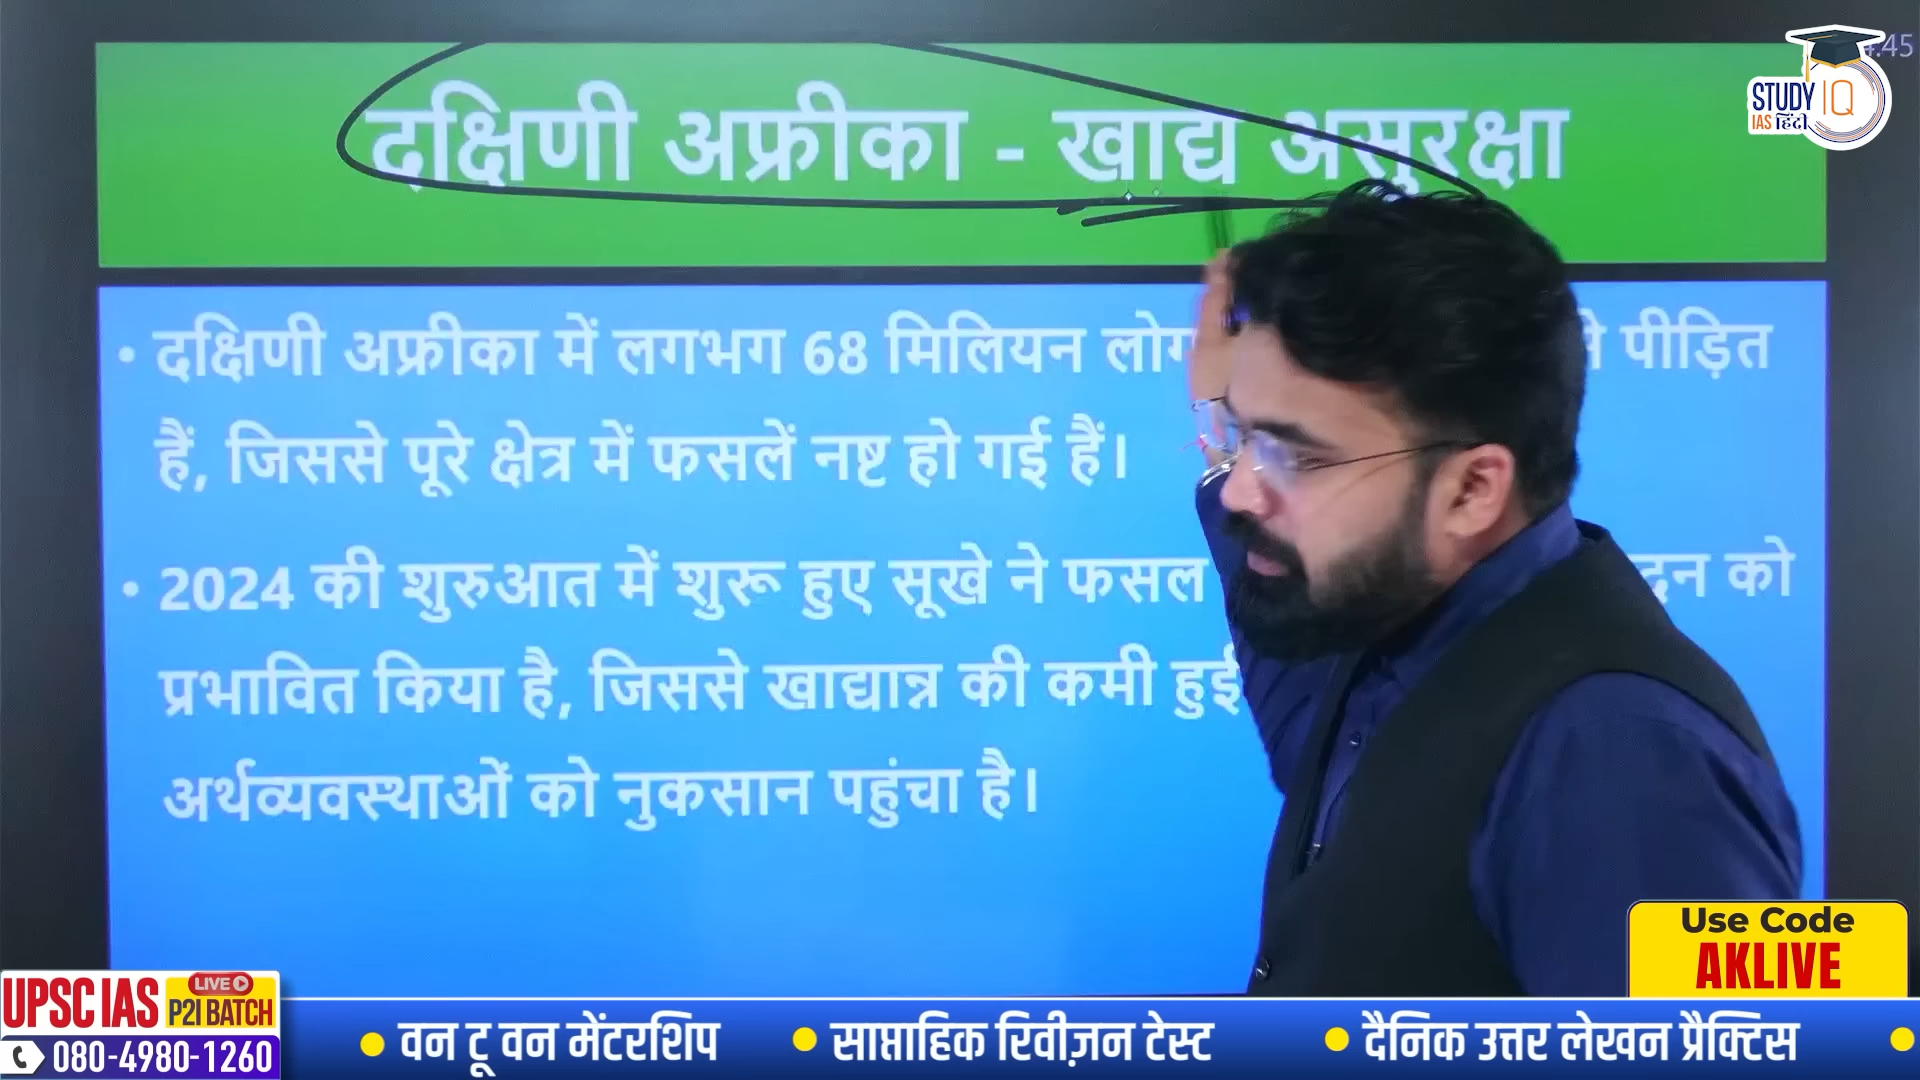 दक्षिणी अफ्रीका - खाद्य असुरक्षा
STUDY IQ
IAS हिंदी
• दक्षिणी अफ्रीका में लगभग 68 मिलियन लोग पीड़ित
हैं, जिससे पूरे क्षेत्र में फसलें नष्ट हो गई हैं।
• 2024 की शुरुआत में शुरू हुए सूखे ने फसल को
प्रभावित किया है, जिससे खाद्यान्न की कमी हुई
अर्थव्यवस्थाओं को नुकसान पहुंचा है।
Use Code
AKLIVE
UPSC IAS LIVE P2I BATCH
080-4980-1260
• वन टू वन मेंटरशिप • साप्ताहिक रिवीज़न टेस्ट • दैनिक उत्तर लेखन प्रैक्टिस •